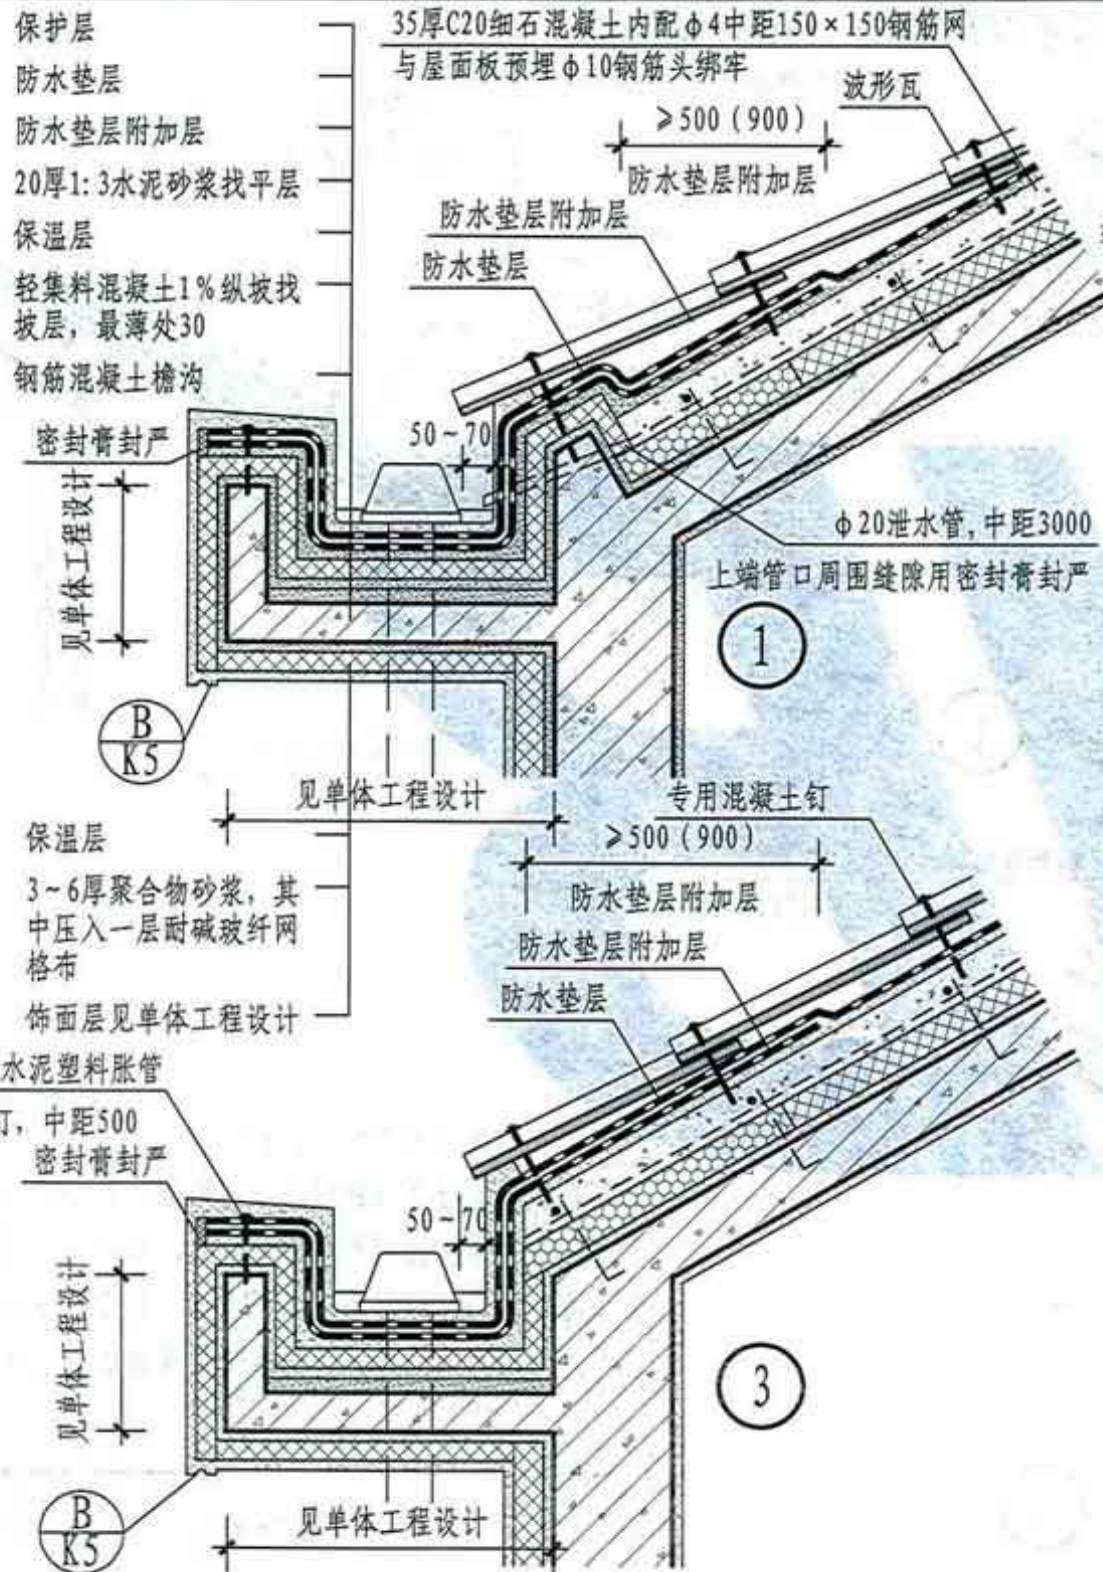 保护层
防水垫层
防水垫层附加层
20厚1:3水泥砂浆找平层
保温层
轻集料混凝土1%纵坡找
坡层，最薄处30
钢筋混凝土檐沟
35厚C20细石混凝土内配φ4中距150×150钢筋网
与屋面板预埋φ10钢筋头绑牢
波形瓦
≥500（900）
防水垫层附加层
防水垫层附加层
防水垫层
密封膏封严
50~70
见单体工程设计
φ20泄水管，中距3000
上端管口周围缝隙用密封膏封严
1
B
K5
见单体工程设计
保温层
3~6厚聚合物砂浆，其
中压入一层耐碱玻纤网
格布
饰面层见单体工程设计
专用混凝土钉
≥500（900）
防水垫层附加层
防水垫层附加层
防水垫层
水泥塑料胀管
钉，中距500
密封膏封严
50~70
见单体工程设计
3
B
K5
见单体工程设计